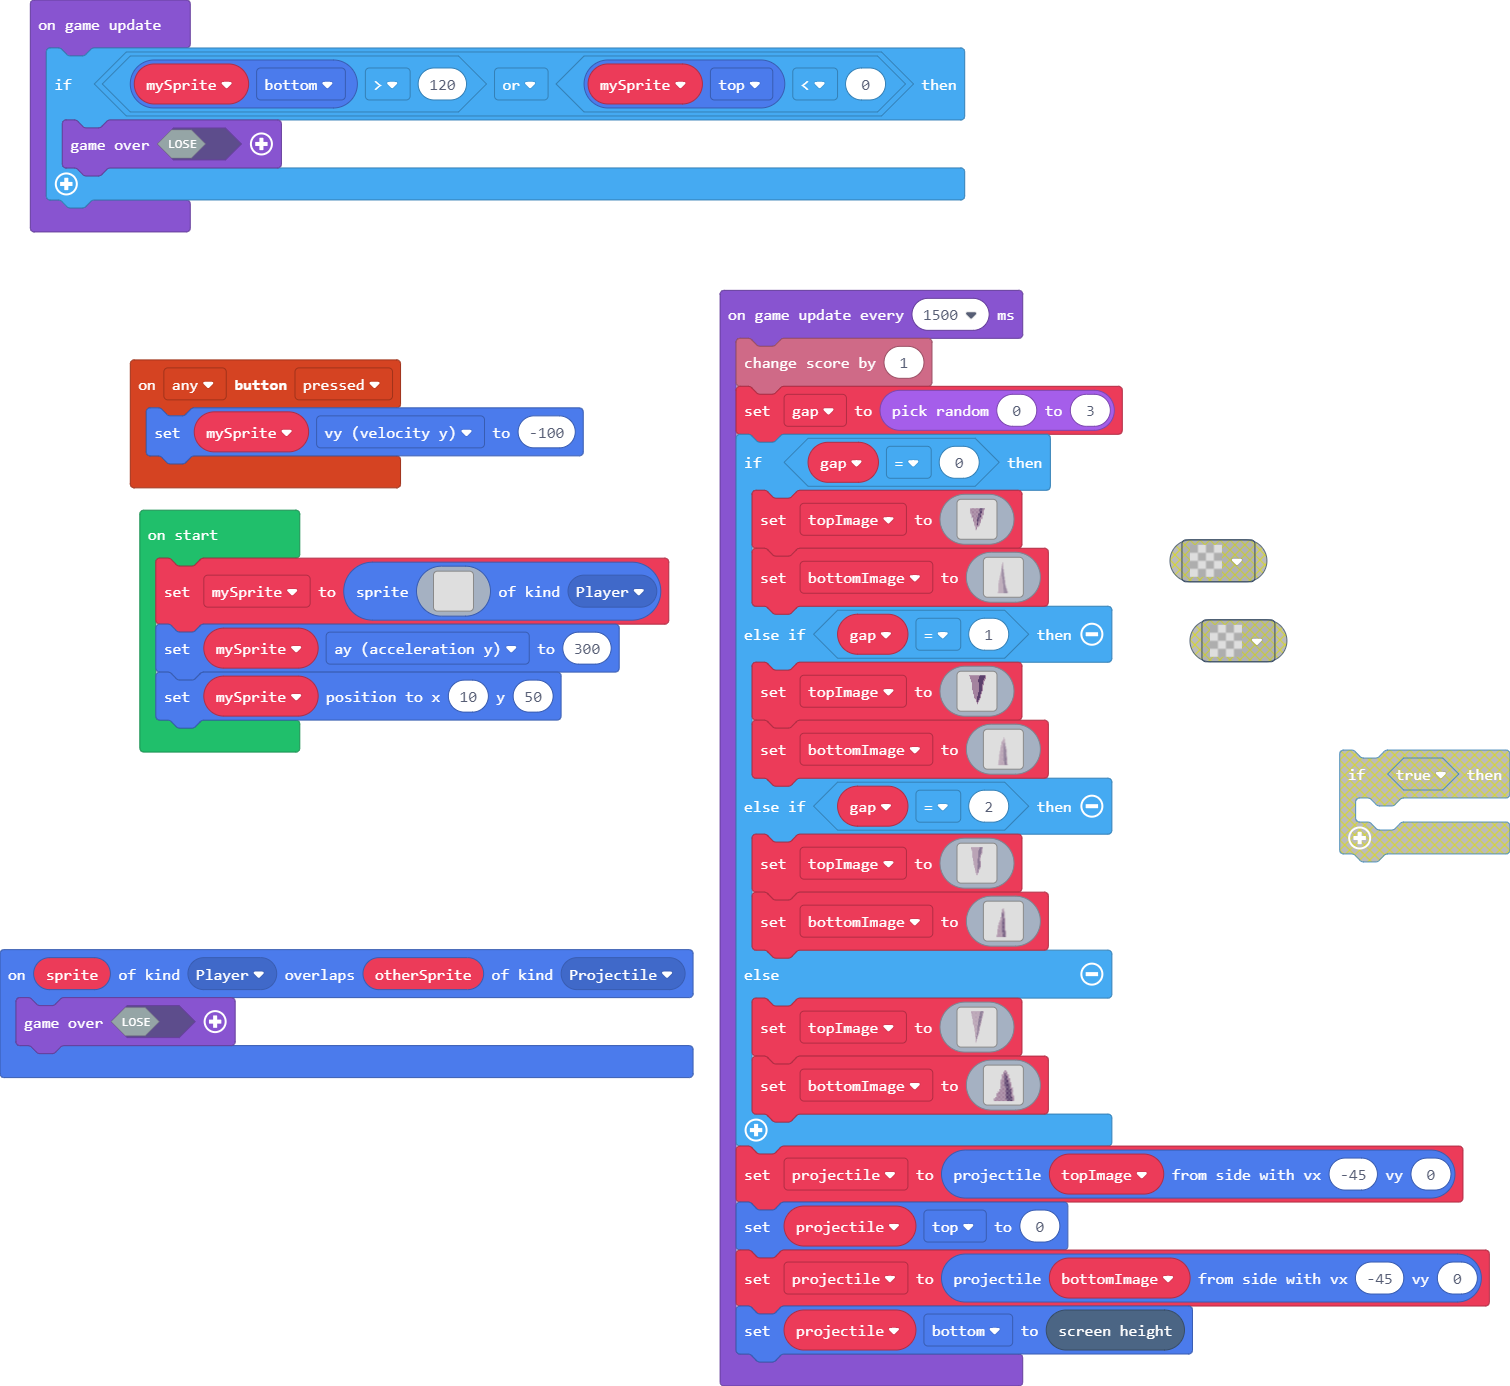 on game update
if mySprite bottom > 120 or mySprite top < 0 then
game over LOSE
on any button pressed
set mySprite vy (velocity y) to -100
on start
set mySprite to sprite of kind Player
set mySprite ay (acceleration y) to 300
set mySprite position to x 10 y 50
on sprite of kind Player overlaps otherSprite of kind Projectile
game over LOSE
on game update every 1500 ms
change score by 1
set gap to pick random 0 to 3
if gap = 0 then
set topImage to
set bottomImage to
else if gap = 1 then
set topImage to
set bottomImage to
else if gap = 2 then
set topImage to
set bottomImage to
else
set topImage to
set bottomImage to
set projectile to projectile topImage from side with vx -45 vy 0
set projectile top to 0
set projectile to projectile bottomImage from side with vx -45 vy 0
set projectile bottom to screen height
if true then